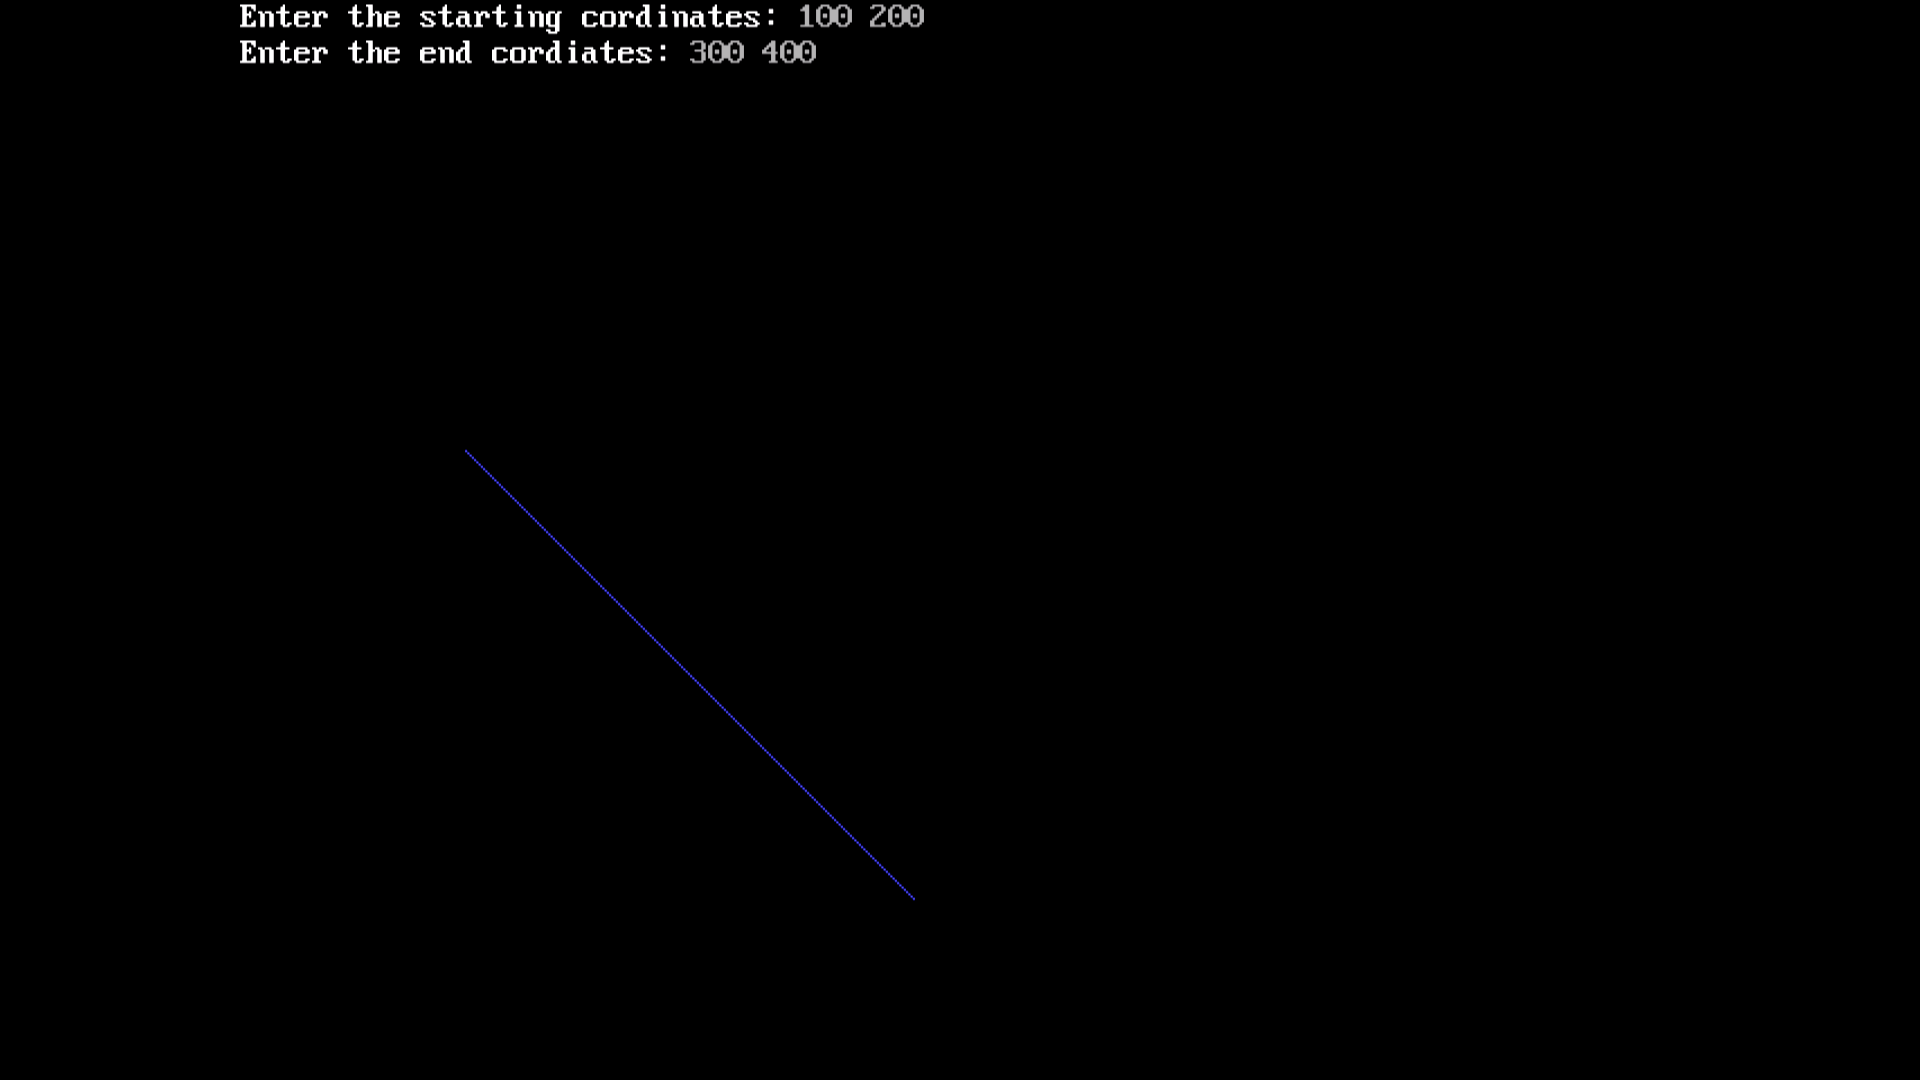 Enter the starting cordinates: 100 200
Enter the end cordiates: 300 400